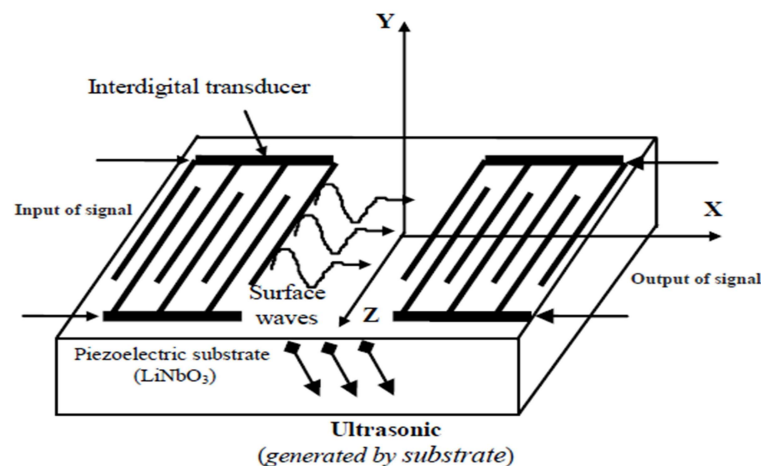 Y
Interdigital transducer
Input of signal
X
Output of signal
Surface
waves
Z
Piezoelectric substrate
(LiNbO₃)
Ultrasonic
(generated by substrate)